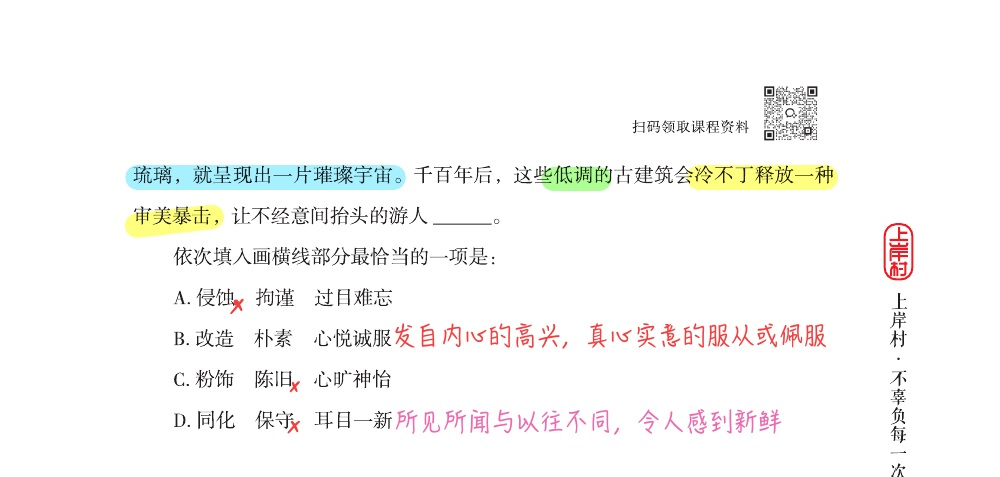 扫码领取课程资料
琉璃，就呈现出一片璀璨宇宙。千百年后，这些低调的古建筑会冷不丁释放一种
审美暴击，让不经意间抬头的游人______。
依次填入画横线部分最恰当的一项是：
A. 侵蚀 拘谨 过目难忘
B. 改造 朴素 心悦诚服 发自内心的高兴，真心实意的服从或佩服
C. 粉饰 陈旧 心旷神怡
D. 同化 保守 耳目一新 所见所闻与以往不同，令人感到新鲜
上岸村
上岸村·不辜负每一次